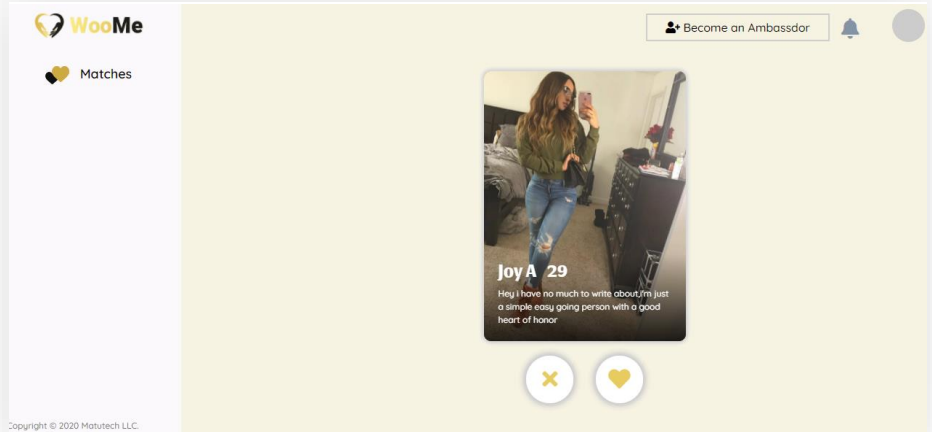 WooMe
Become an Ambassdor
Matches
Joy A 29
Hey i have no much to write about,i'm just
a simple easy going person with a good
heart of honor
Copyright © 2020 Matutech LLC.